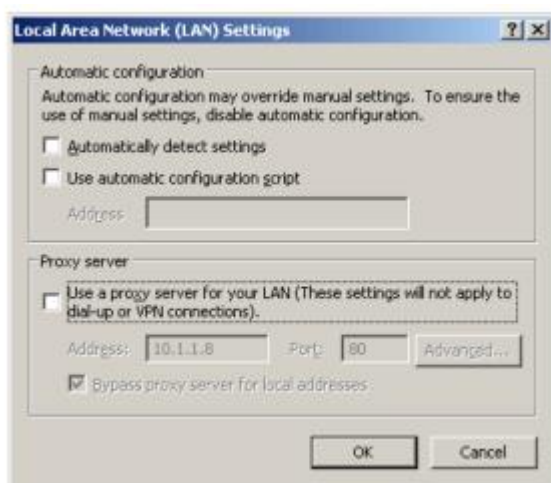 Local Area Network (LAN) Settings
Automatic configuration
Automatic configuration may override manual settings. To ensure the
use of manual settings, disable automatic configuration.
Automatically detect settings
Use automatic configuration script
Address
Proxy server
Use a proxy server for your LAN (These settings will not apply to
dial-up or VPN connections).
Address: 10.1.1.8 Port: 80 Advanced...
Bypass proxy server for local addresses
OK Cancel